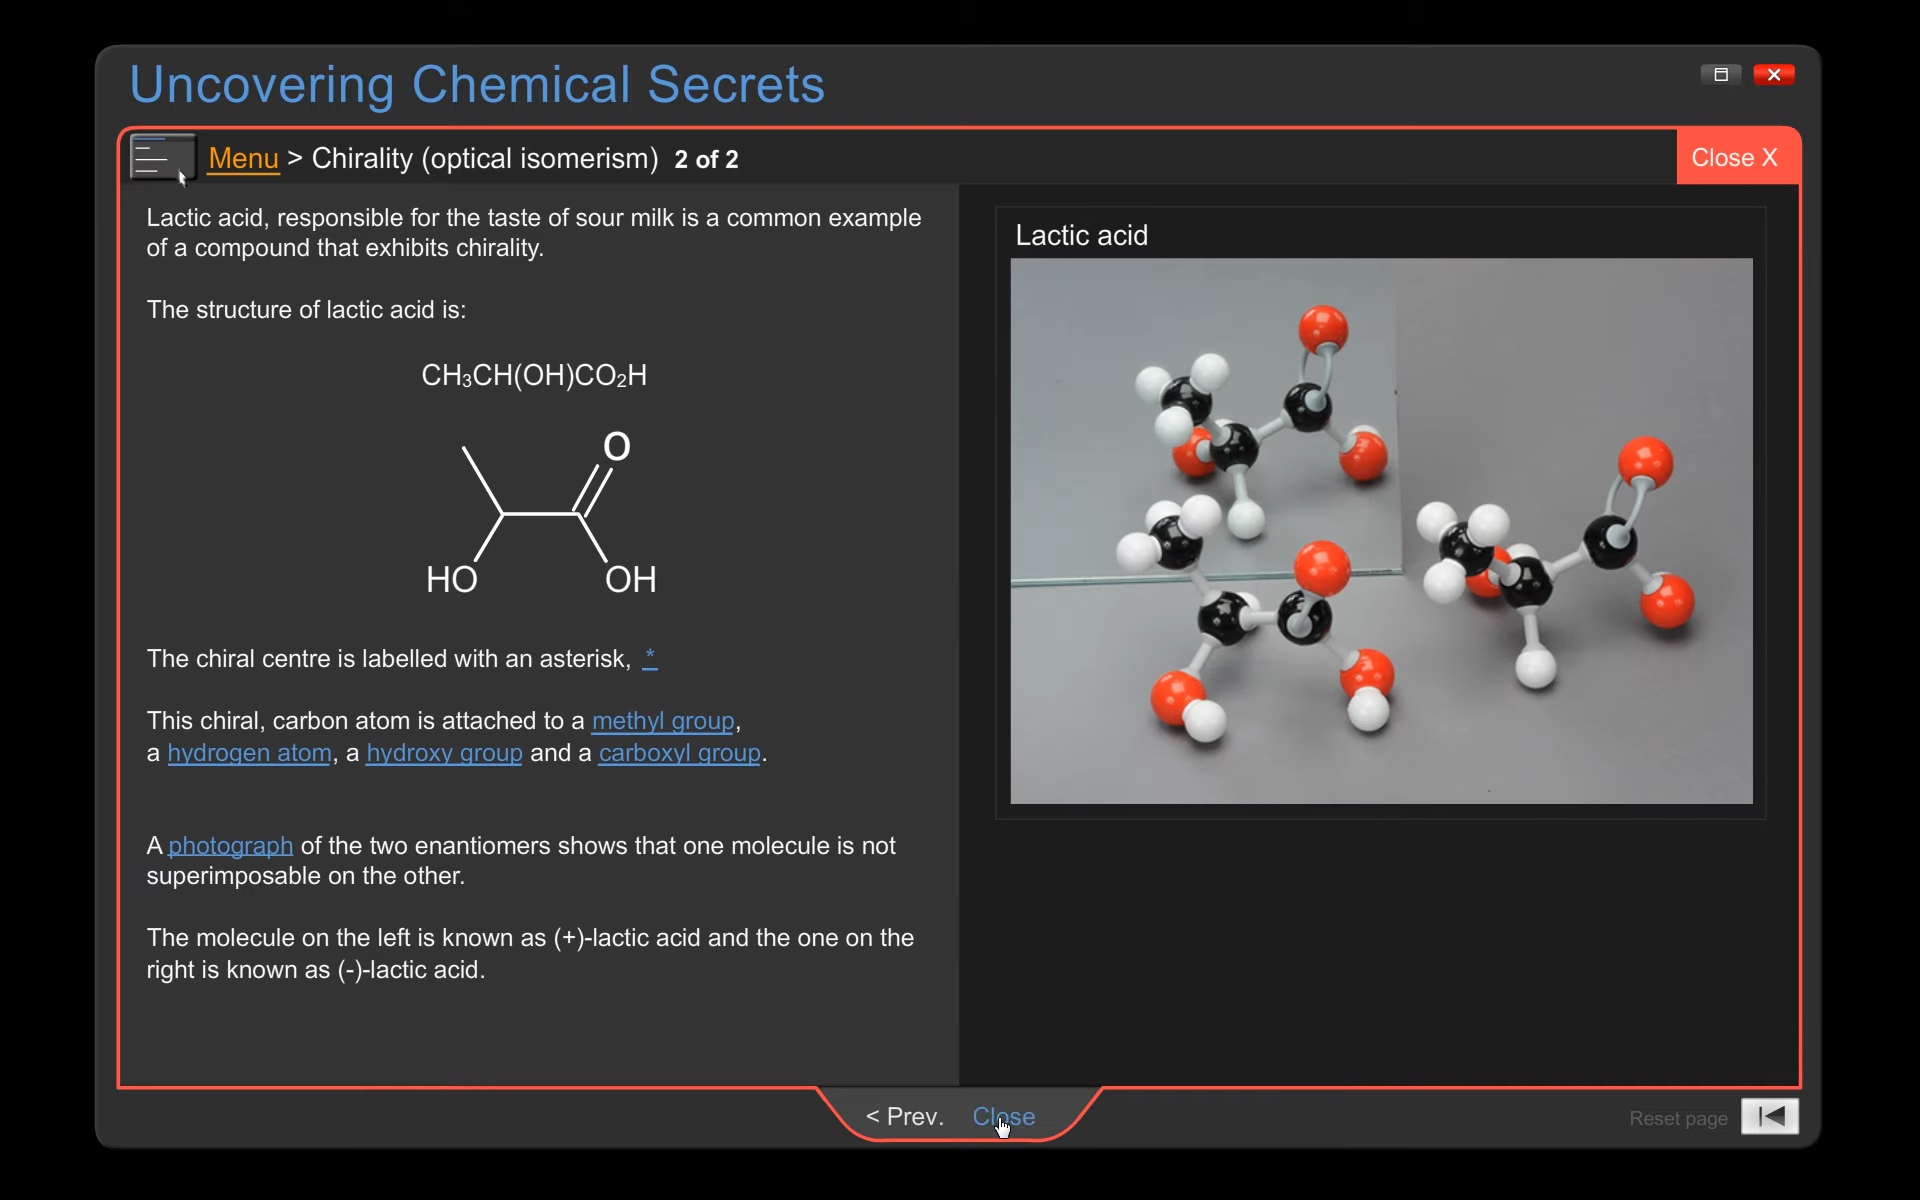 Uncovering Chemical Secrets
Menu > Chirality (optical isomerism) 2 of 2
Close X
Lactic acid, responsible for the taste of sour milk is a common example
of a compound that exhibits chirality.
The structure of lactic acid is:
CH₃CH(OH)CO₂H
O
HO
OH
The chiral centre is labelled with an asterisk, *
This chiral, carbon atom is attached to a methyl group,
a hydrogen atom, a hydroxy group and a carboxyl group.
A photograph of the two enantiomers shows that one molecule is not
superimposable on the other.
The molecule on the left is known as (+)-lactic acid and the one on the
right is known as (-)-lactic acid.
Lactic acid
< Prev. Close
Reset page